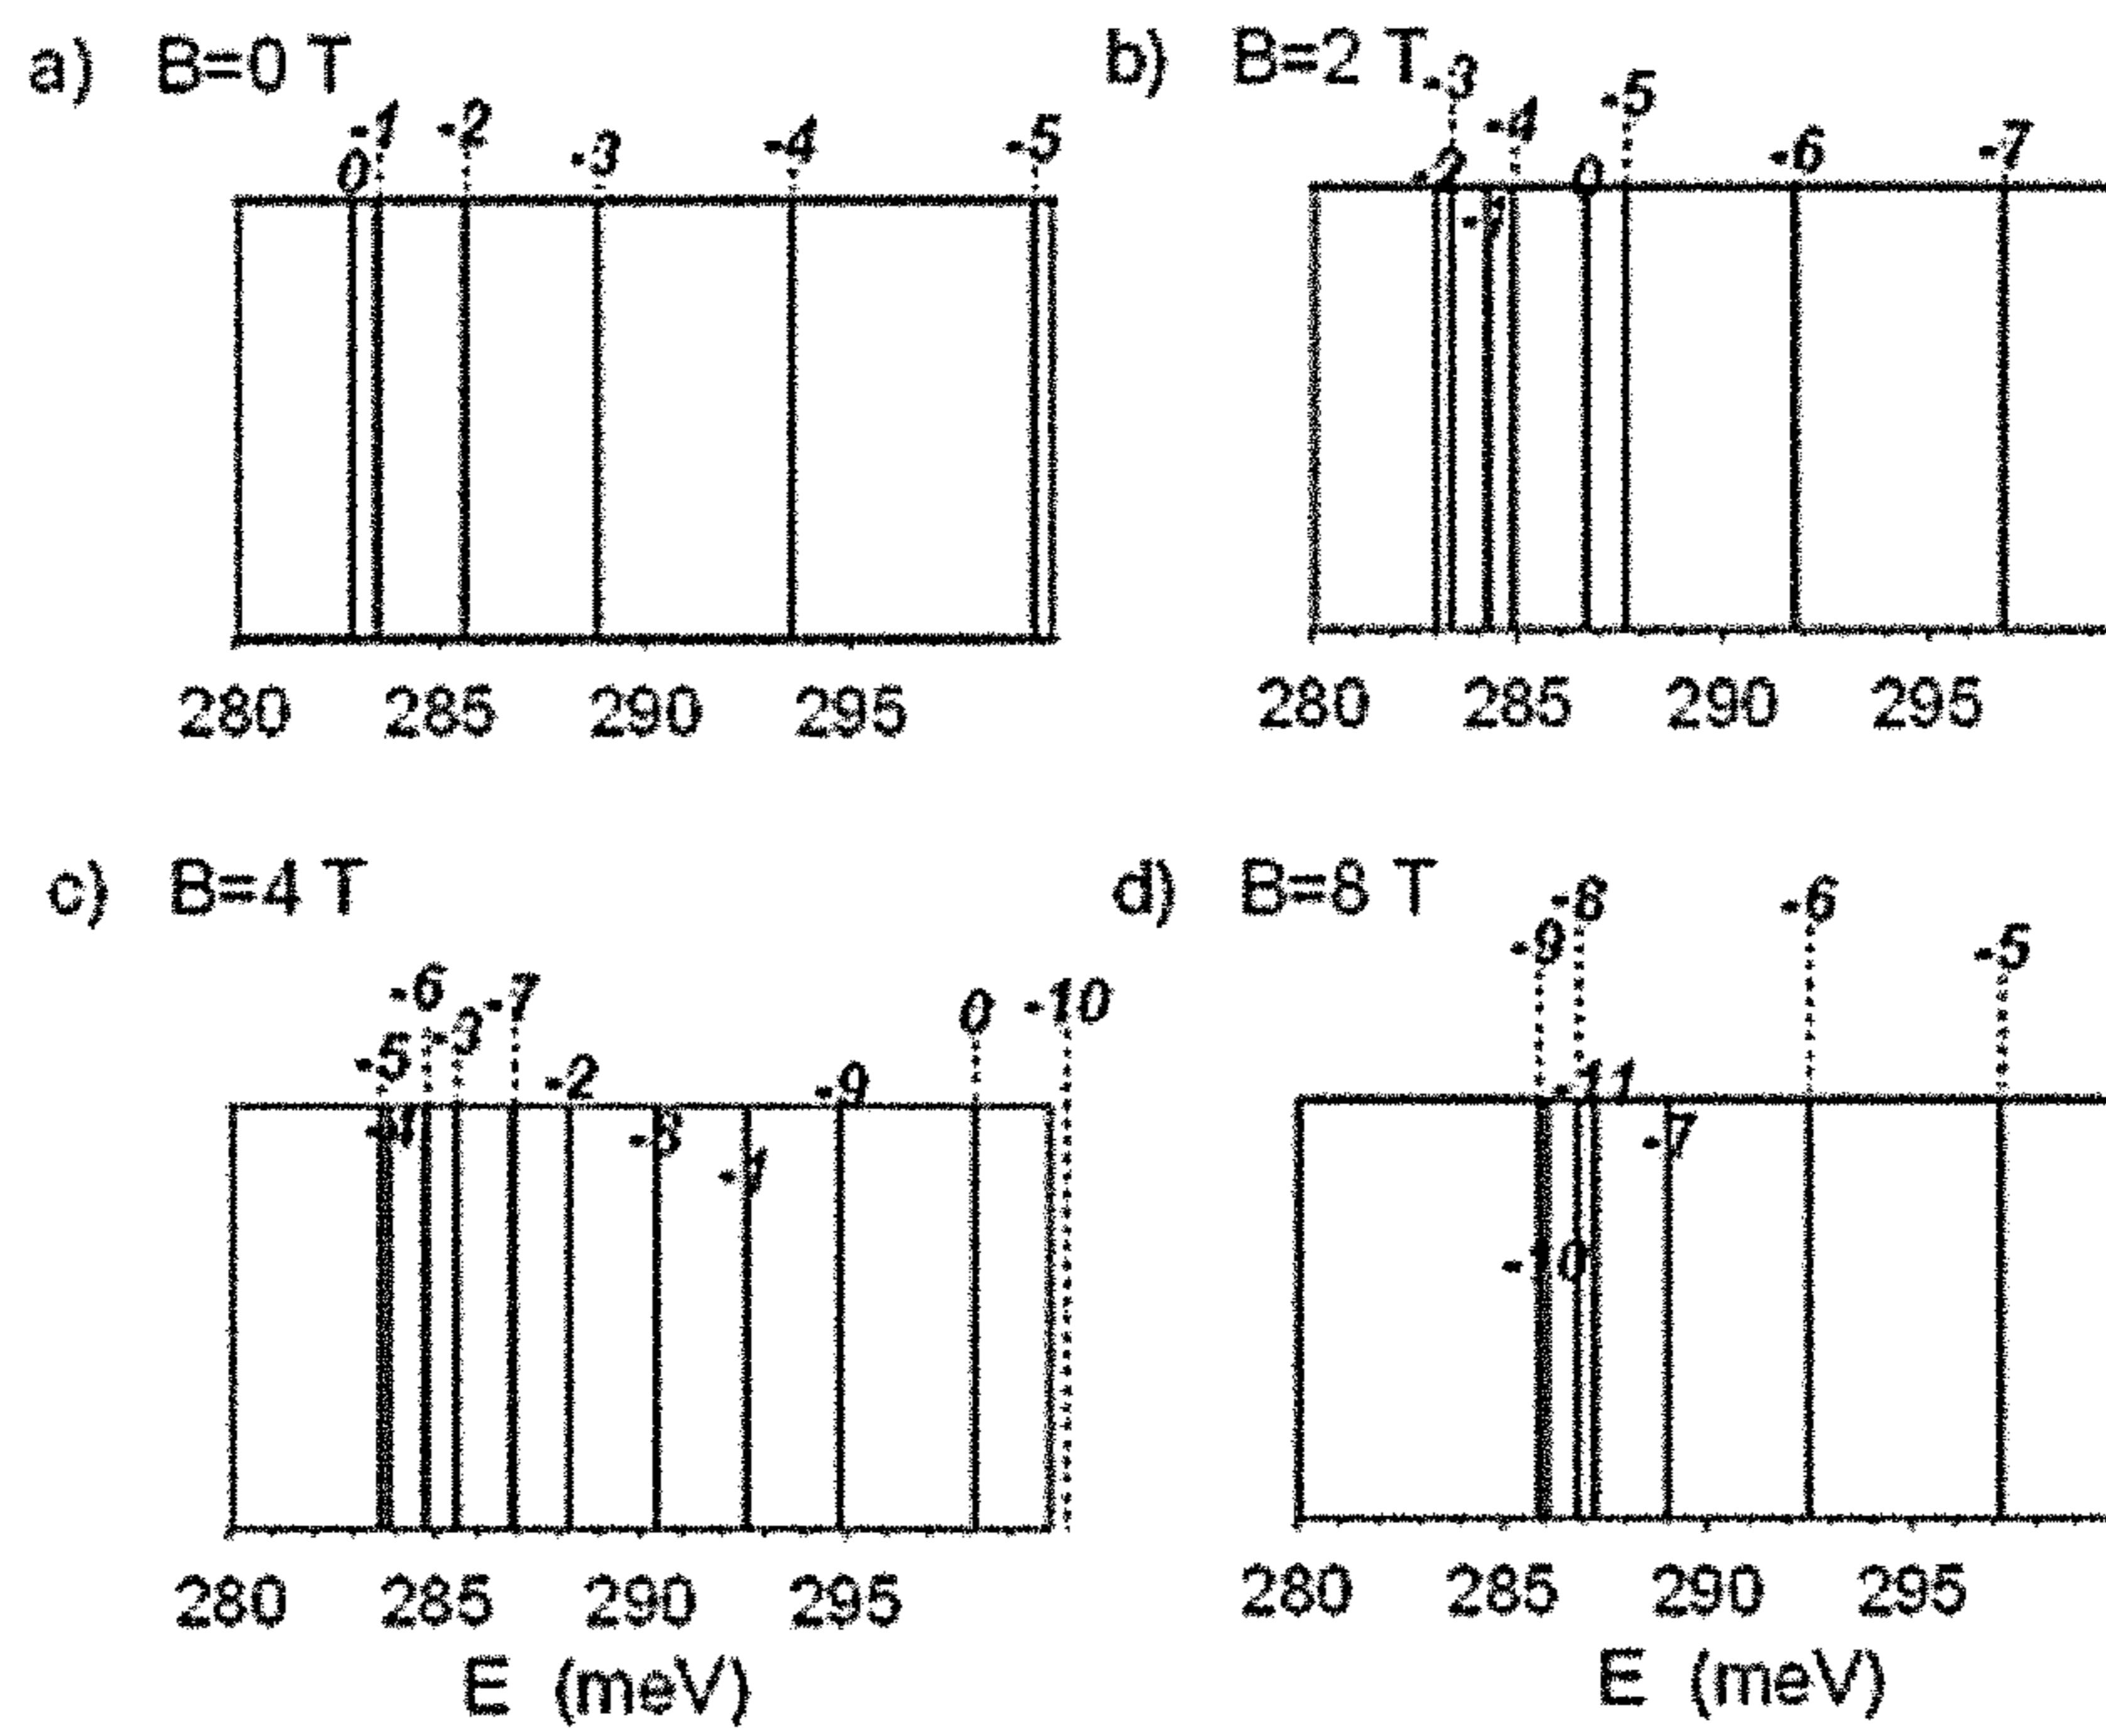 a) B=0 T
0 -1 -2 -3 -4 -5
280 285 290 295
b) B=2 T
-2 -3 -1 -4 0 -5 -6 -7
280 285 290 295
c) B=4 T
-5 -4 -6 -3 -7 -2 -8 -1 -9 0 -10
280 285 290 295
E (meV)
d) B=8 T
-9 -10 -8 -11 -7 -6 -5
280 285 290 295
E (meV)